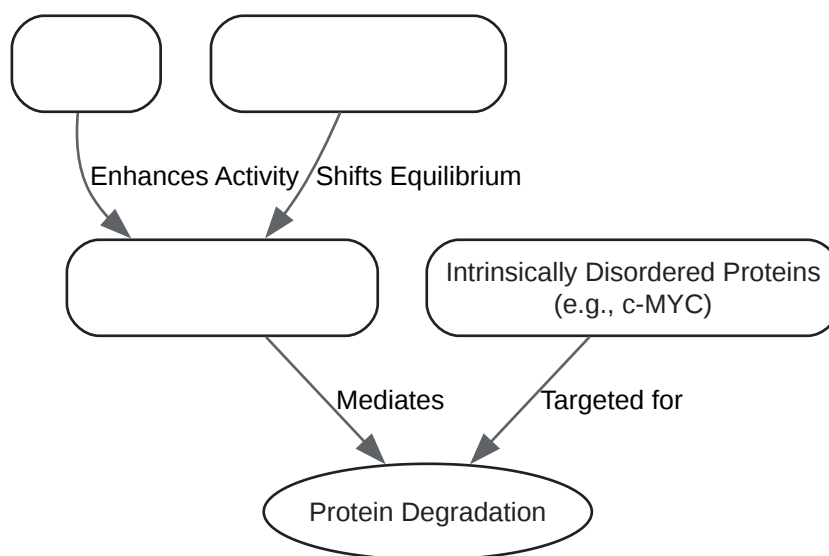 Enhances Activity
Shifts Equilibrium
Intrinsically Disordered Proteins
(e.g., c-MYC)
Mediates
Targeted for
Protein Degradation